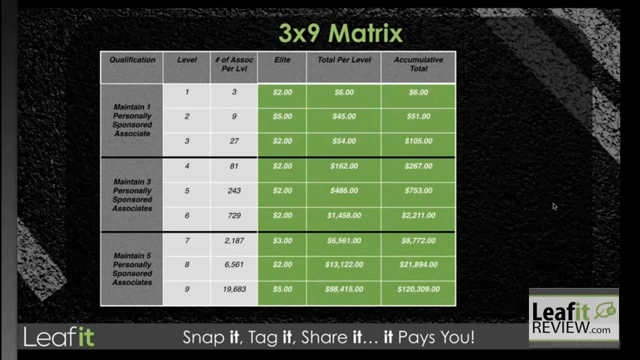 3x9 Matrix
Qualification Level # of Assoc Per Lvl Elite Total Per Level Accumulative Total
Maintain 1 Personally Sponsored Associate
1 3 $2.00 $6.00 $6.00
2 9 $5.00 $45.00 $51.00
3 27 $2.00 $54.00 $105.00
Maintain 3 Personally Sponsored Associates
4 81 $2.00 $162.00 $267.00
5 243 $2.00 $486.00 $753.00
6 729 $2.00 $1,458.00 $2,211.00
Maintain 5 Personally Sponsored Associates
7 2,187 $3.00 $6,561.00 $8,772.00
8 6,561 $2.00 $13,122.00 $21,894.00
9 19,683 $5.00 $98,415.00 $120,309.00
Leafit
REVIEW.com
Leafit
Snap it, Tag it, Share it... it Pays You!